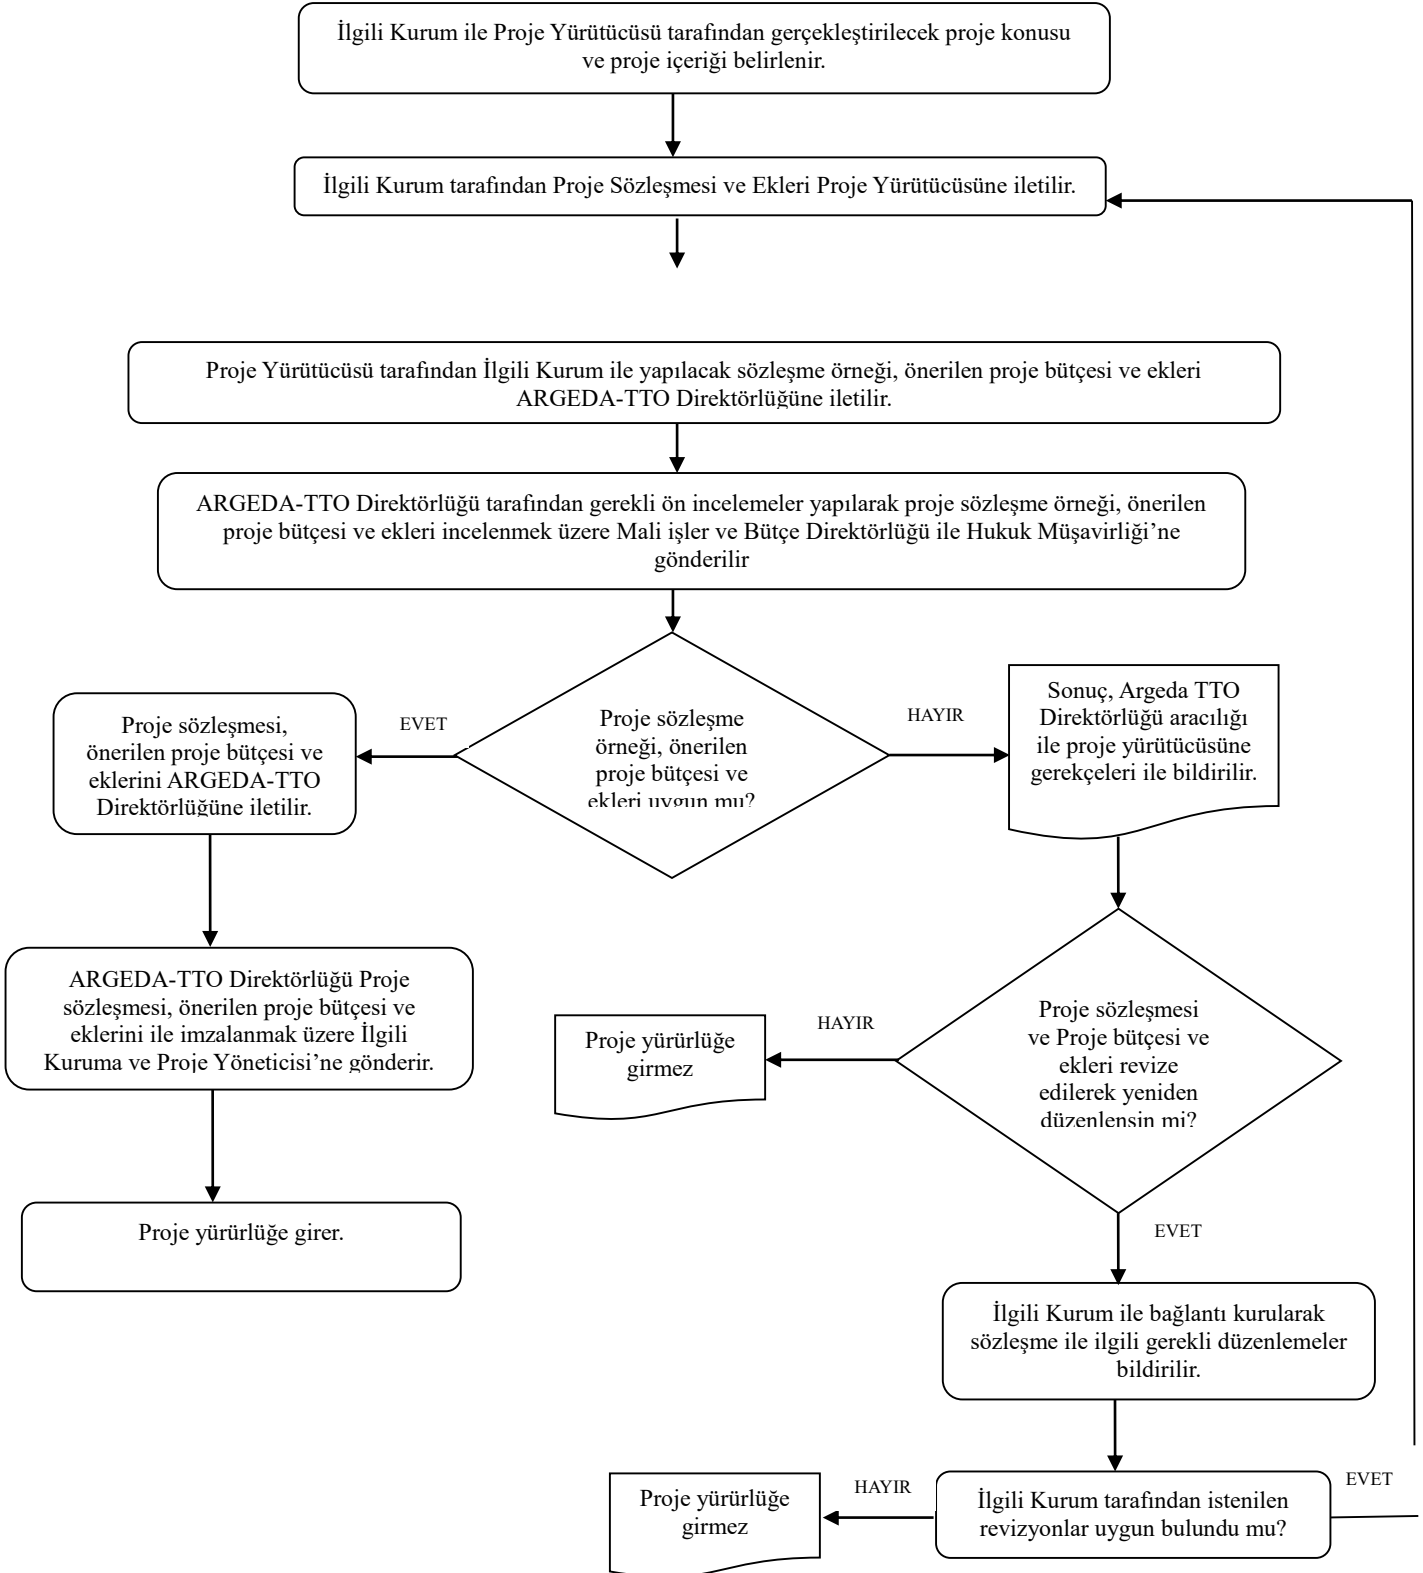 İlgili Kurum ile Proje Yürütücüsü tarafından gerçekleştirilecek proje konusu
ve proje içeriği belirlenir.
İlgili Kurum tarafından Proje Sözleşmesi ve Ekleri Proje Yürütücüsüne iletilir.
Proje Yürütücüsü tarafından İlgili Kurum ile yapılacak sözleşme örneği, önerilen proje bütçesi ve ekleri
ARGEDA-TTO Direktörlüğüne iletilir.
ARGEDA-TTO Direktörlüğü tarafından gerekli ön incelemeler yapılarak proje sözleşme örneği, önerilen
proje bütçesi ve ekleri incelenmek üzere Mali işler ve Bütçe Direktörlüğü ile Hukuk Müşavirliği’ne
gönderilir
Proje sözleşme
örneği, önerilen
proje bütçesi ve
ekleri uygun mu?
EVET
Proje sözleşmesi,
önerilen proje bütçesi ve
eklerini ARGEDA-TTO
Direktörlüğüne iletilir.
HAYIR
Sonuç, Argeda TTO
Direktörlüğü aracılığı
ile proje yürütücüsüne
gerekçeleri ile bildirilir.
ARGEDA-TTO Direktörlüğü Proje
sözleşmesi, önerilen proje bütçesi ve
eklerini ile imzalanmak üzere İlgili
Kuruma ve Proje Yöneticisi’ne gönderir.
Proje sözleşmesi
ve Proje bütçesi ve
ekleri revize
edilerek yeniden
düzenlensin mi?
HAYIR
Proje yürürlüğe
girmez
Proje yürürlüğe girer.
EVET
İlgili Kurum ile bağlantı kurularak
sözleşme ile ilgili gerekli düzenlemeler
bildirilir.
İlgili Kurum tarafından istenilen
revizyonlar uygun bulundu mu?
EVET
HAYIR
Proje yürürlüğe
girmez